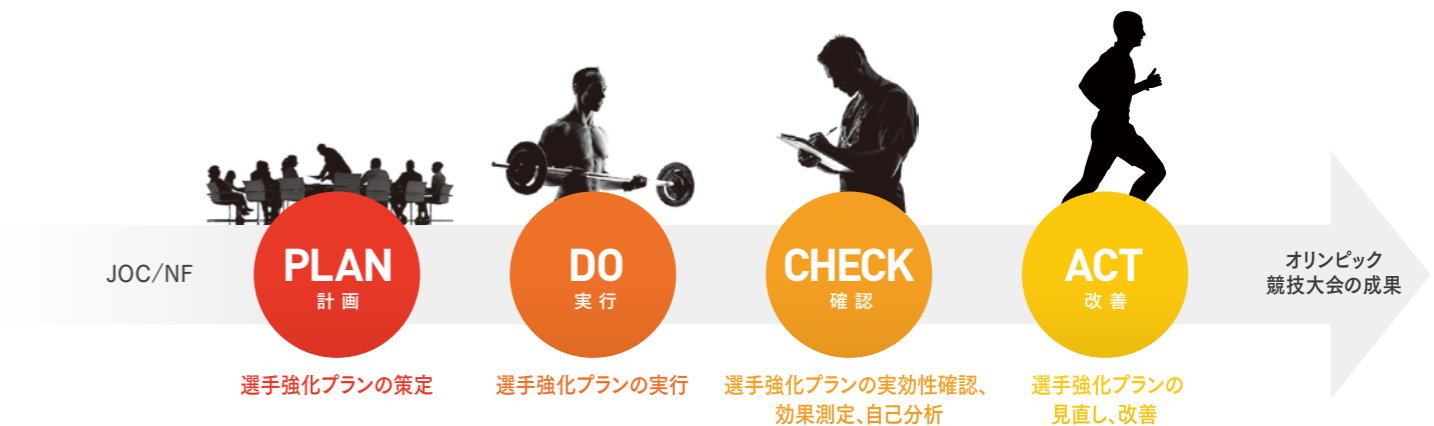 JOC/NF
PLAN
計画
選手強化プランの策定
DO
実行
選手強化プランの実行
CHECK
確認
選手強化プランの実効性確認、
効果測定、自己分析
ACT
改善
選手強化プランの
見直し、改善
オリンピック
競技大会の成果